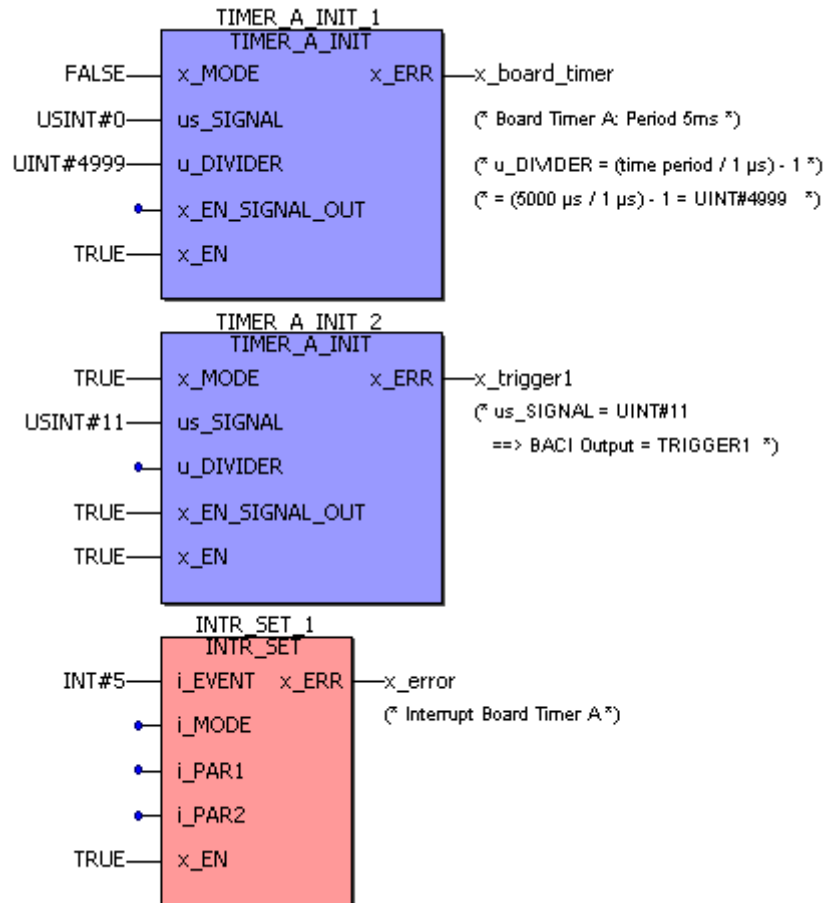 TIMER_A_INIT_1
TIMER_A_INIT
FALSE x_MODE x_ERR x_board_timer
USINT#0 us_SIGNAL (* Board Timer A: Period 5ms *)
UINT#4999 u_DIVIDER (* u_DIVIDER = (time period / 1 µs) - 1 *)
x_EN_SIGNAL_OUT (* = (5000 µs / 1 µs) - 1 = UINT#4999 *)
TRUE x_EN
TIMER_A_INIT_2
TIMER_A_INIT
TRUE x_MODE x_ERR x_trigger1
USINT#11 us_SIGNAL (* us_SIGNAL = UINT#11
u_DIVIDER ==> BACI Output = TRIGGER1 *)
TRUE x_EN_SIGNAL_OUT
TRUE x_EN
INTR_SET_1
INTR_SET
INT#5 i_EVENT x_ERR x_error
i_MODE (* Interrupt Board Timer A*)
i_PAR1
i_PAR2
TRUE x_EN